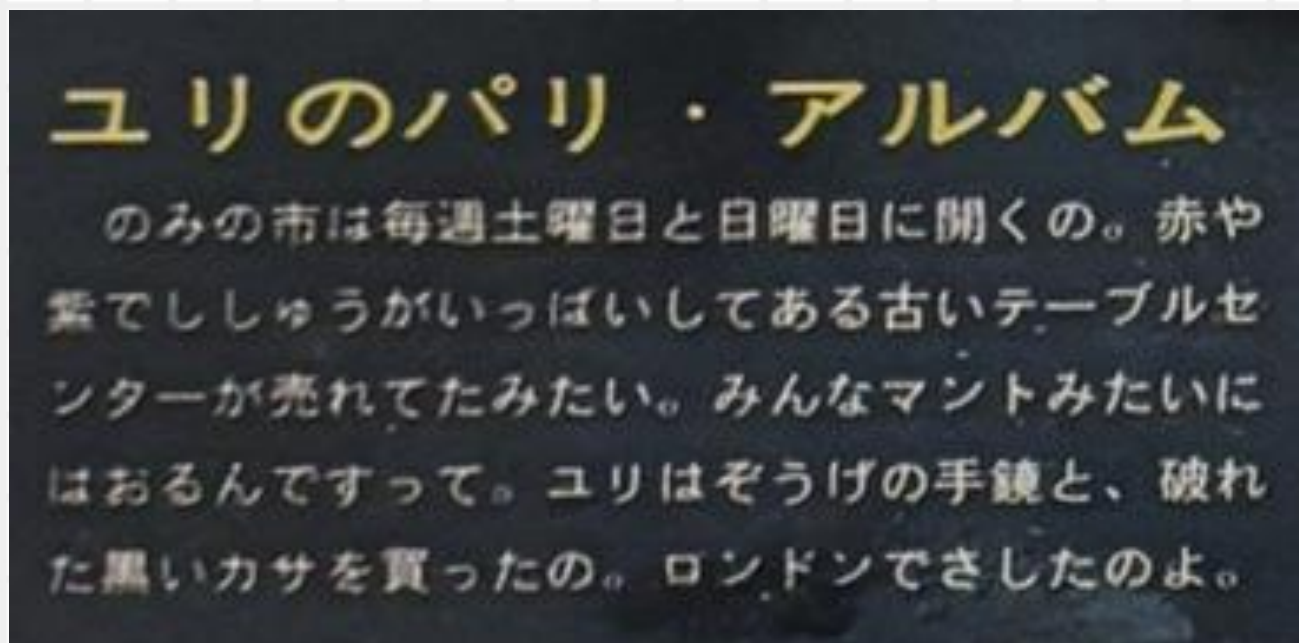 ユリのパリ・アルバム
のみの市は毎週土曜日と日曜日に開くの。赤や
紫でししゅうがいっぱいしてある古いテーブルセ
ンターが売れてたみたい。みんなマントみたいに
はおるんですって。ユリはぞうげの手鏡と、破れ
た黒いカサを買ったの。ロンドンでさしたのよ。